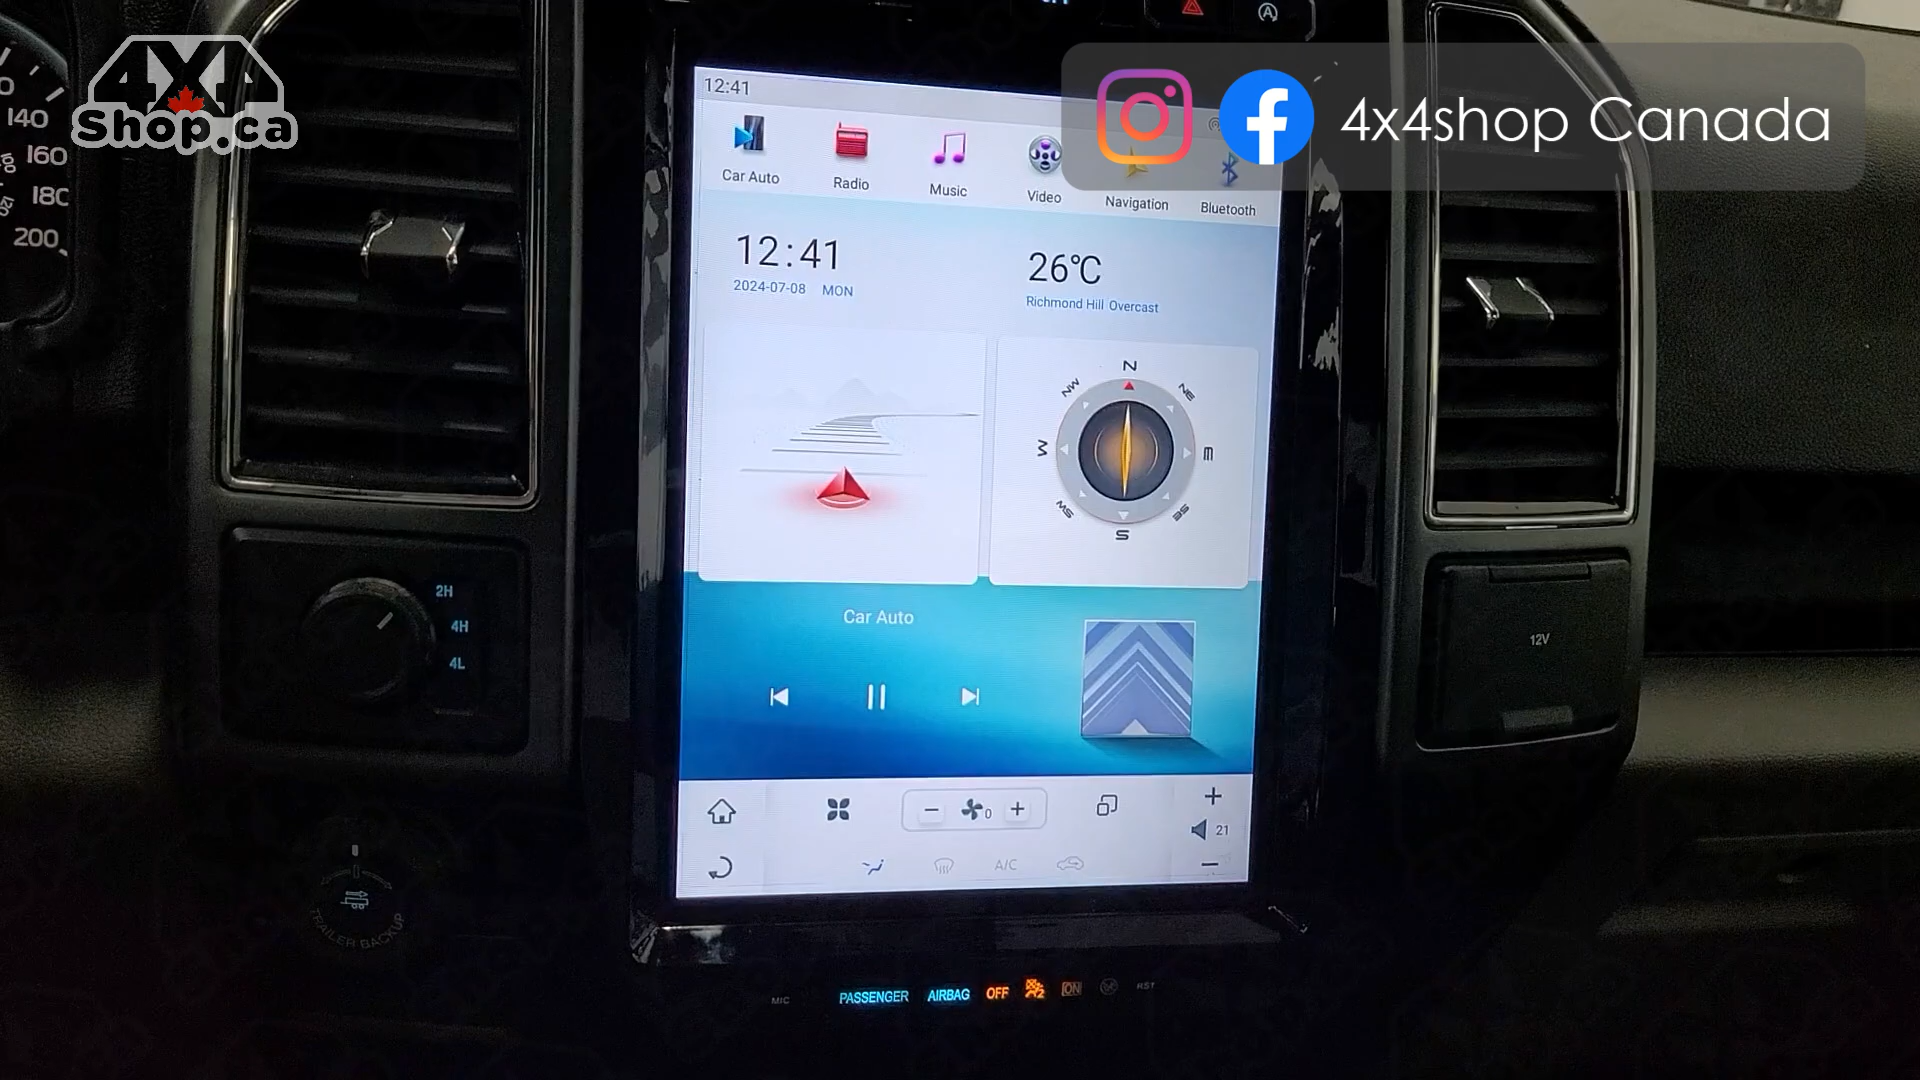 4X4
Shop.ca
4x4shop Canada
140
160
180
200
120
12:41
Car Auto
Radio
Music
Video
Navigation
Bluetooth
12:41
2024-07-08 MON
26°C
Richmond Hill Overcast
N
NW
NE
W
E
SW
SE
S
2H
4H
4L
12V
Car Auto
0
21
A/C
TRAILER BACKUP
MIC
PASSENGER AIRBAG OFF
ON
RST